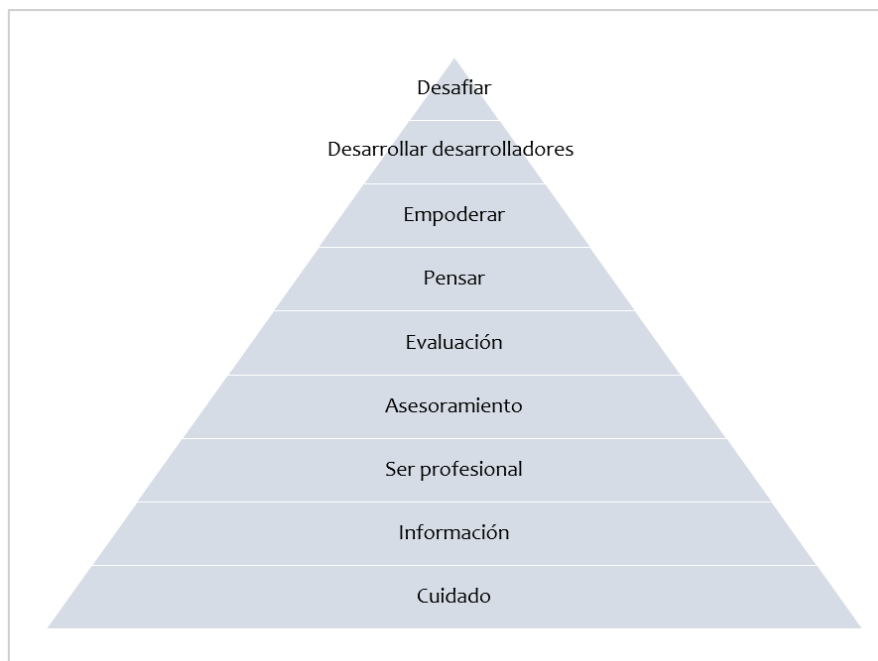 Desafiar
Desarrollar desarrolladores
Empoderar
Pensar
Evaluación
Asesoramiento
Ser profesional
Información
Cuidado